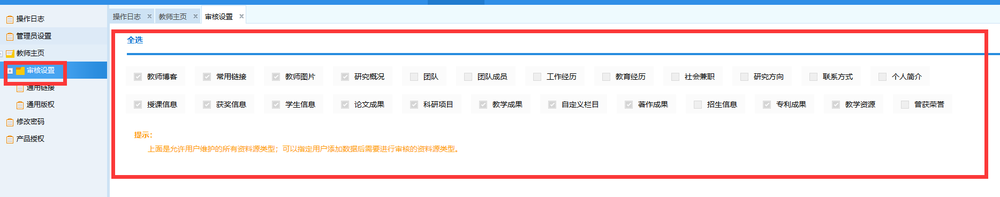 操作日志
管理员设置
教师主页
审核设置
通用链接
通用版权
修改密码
产品授权
操作日志 x 教师主页 x 审核设置 x
全选
教师博客 常用链接 教师图片 研究概况 团队 团队成员 工作经历 教育经历 社会兼职 研究方向 联系方式 个人简介
授课信息 获奖信息 学生信息 论文成果 科研项目 教学成果 自定义栏目 著作成果 招生信息 专利成果 教学资源 曾获荣誉
提示：
上面是允许用户维护的所有资料源类型；可以指定用户添加数据后需要进行审核的资料源类型。